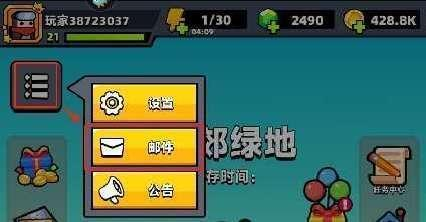 玩家38723037
21
1/30
04:09
2490
428.8K
设置
邮件
公告
郊绿地
存时间：
任务中心